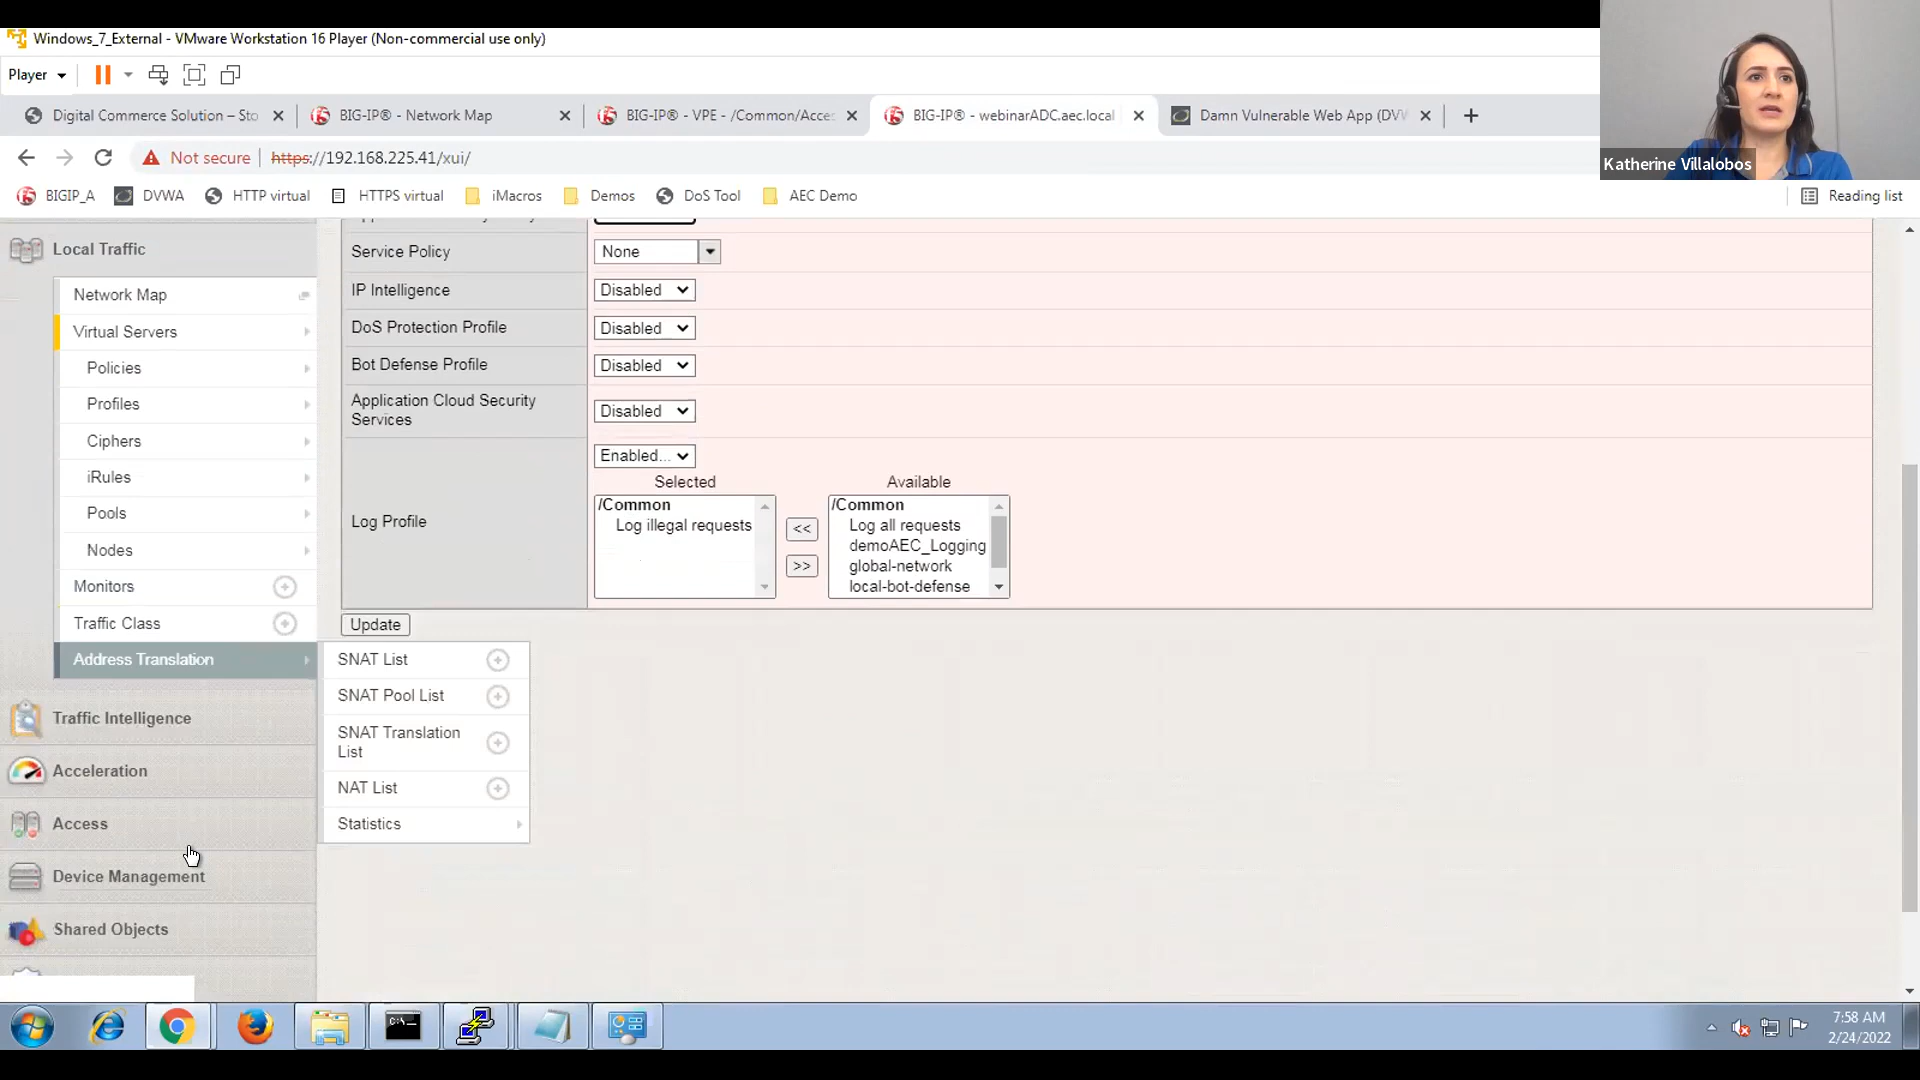 Windows_7_External - VMware Workstation 16 Player (Non-commercial use only)
Player
Digital Commerce Solution – Sto
BIG-IP® - Network Map
BIG-IP® - VPE - /Common/Acces
BIG-IP® - webinarADC.aec.local
Damn Vulnerable Web App (DVW
Not secure
https://192.168.225.41/xui/
BIGIP_A
DVWA
HTTP virtual
HTTPS virtual
iMacros
Demos
DoS Tool
AEC Demo
Reading list
Katherine Villalobos
Local Traffic
Network Map
Virtual Servers
Policies
Profiles
Ciphers
iRules
Pools
Nodes
Monitors
Traffic Class
Address Translation
Traffic Intelligence
Acceleration
Access
Device Management
Shared Objects
Service Policy
None
IP Intelligence
Disabled
DoS Protection Profile
Disabled
Bot Defense Profile
Disabled
Application Cloud Security
Services
Disabled
Log Profile
Enabled...
Selected
Available
/Common
Log illegal requests
<<
>>
/Common
Log all requests
demoAEC_Logging
global-network
local-bot-defense
Update
SNAT List
SNAT Pool List
SNAT Translation
List
NAT List
Statistics
C:\.
7:58 AM
2/24/2022